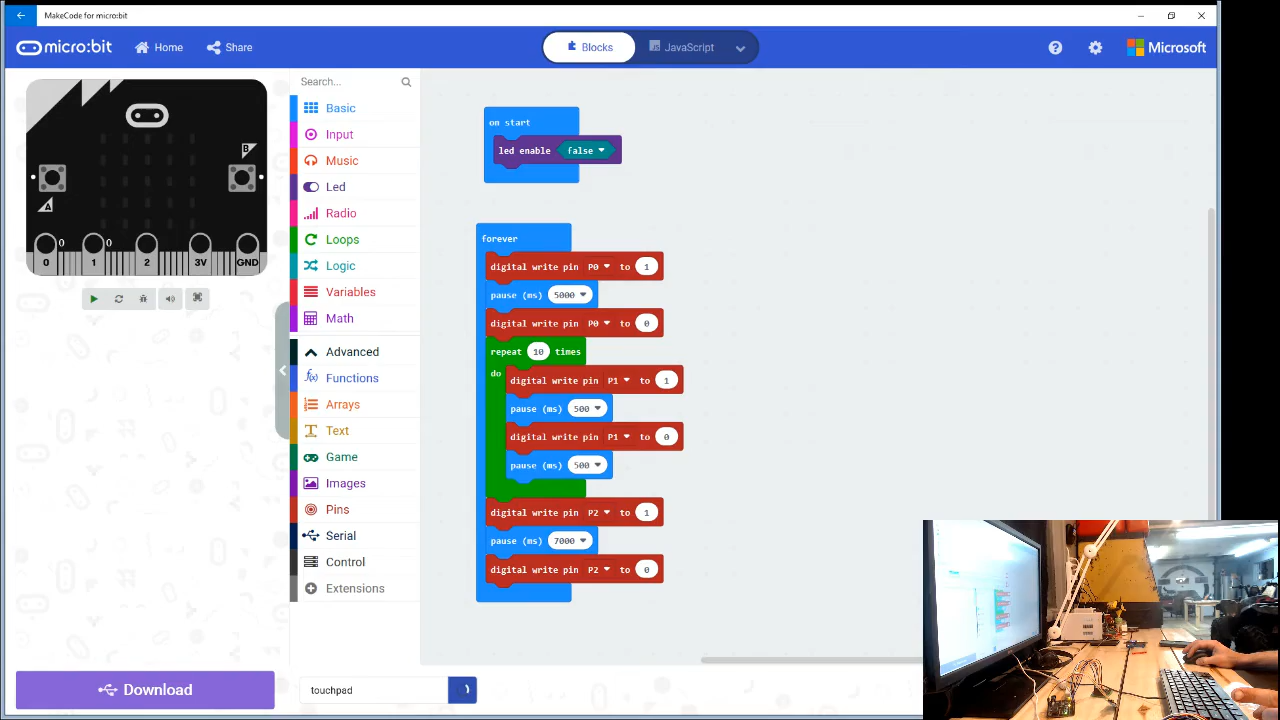 MakeCode for micro:bit
micro:bit
Home
Share
Blocks
JavaScript
Microsoft
Search...
Basic
Input
Music
Led
Radio
Loops
Logic
Variables
Math
Advanced
Functions
Arrays
Text
Game
Images
Pins
Serial
Control
Extensions
A
B
0
0
0 1 2 3V GND
on start
led enable false
forever
digital write pin P0 to 1
pause (ms) 5000
digital write pin P0 to 0
repeat 10 times
do
digital write pin P1 to 1
pause (ms) 500
digital write pin P1 to 0
pause (ms) 500
digital write pin P2 to 1
pause (ms) 7000
digital write pin P2 to 0
Download
touchpad